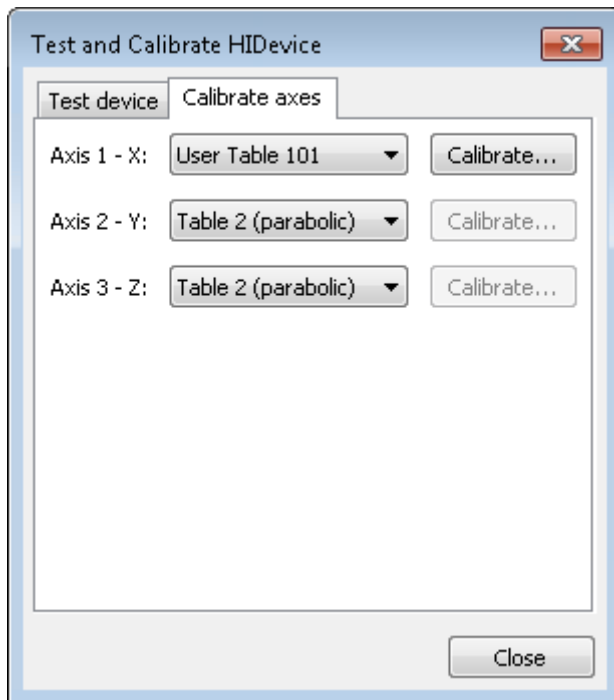 Test and Calibrate HIDevice
Test device Calibrate axes
Axis 1 - X: User Table 101 Calibrate...
Axis 2 - Y: Table 2 (parabolic) Calibrate...
Axis 3 - Z: Table 2 (parabolic) Calibrate...
Close